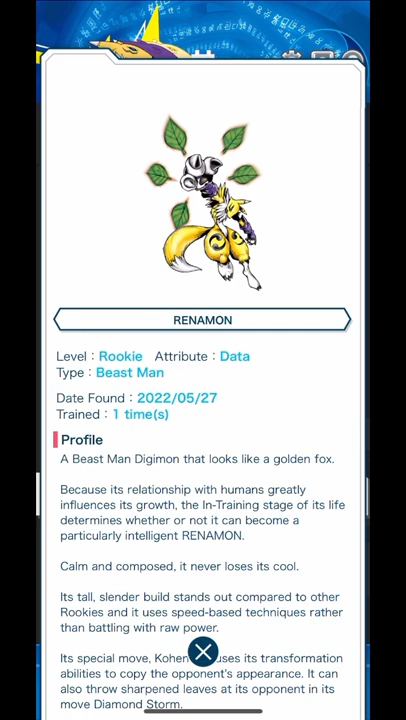 RENAMON
Level : Rookie Attribute : Data
Type : Beast Man
Date Found : 2022/05/27
Trained : 1 time(s)
Profile
A Beast Man Digimon that looks like a golden fox.
Because its relationship with humans greatly
influences its growth, the In-Training stage of its life
determines whether or not it can become a
particularly intelligent RENAMON.
Calm and composed, it never loses its cool.
Its tall, slender build stands out compared to other
Rookies and it uses speed-based techniques rather
than battling with raw power.
Its special move, uses its transformation
abilities to copy the opponent's appearance. It can
also throw sharpened leaves at its opponent in its
move Diamond Storm.